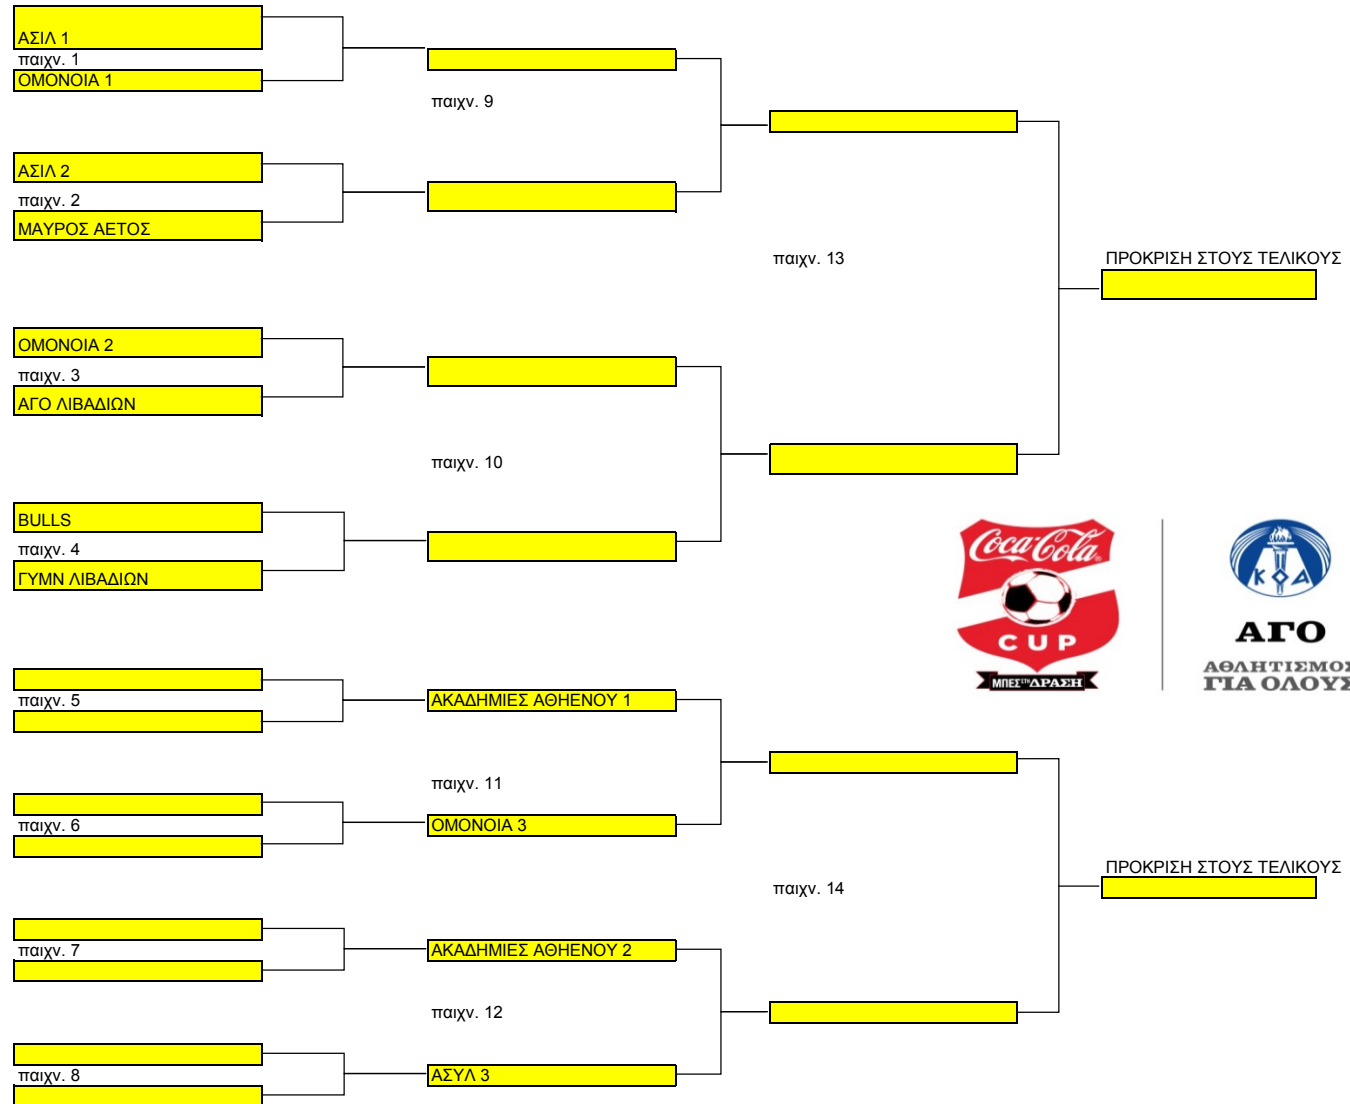 ΑΣΙΛ 1
παιχν. 1
ΟΜΟΝΟΙΑ 1
παιχν. 9
ΑΣΙΛ 2
παιχν. 2
ΜΑΥΡΟΣ ΑΕΤΟΣ
παιχν. 13
ΠΡΟΚΡΙΣΗ ΣΤΟΥΣ ΤΕΛΙΚΟΥΣ
ΟΜΟΝΟΙΑ 2
παιχν. 3
ΑΓΟ ΛΙΒΑΔΙΩΝ
παιχν. 10
BULLS
παιχν. 4
ΓΥΜΝ ΛΙΒΑΔΙΩΝ
Coca-Cola
CUP
ΜΠΕΣ ΣΤΗ ΔΡΑΣΗ
ΚΟΑ
ΑΓΟ
ΑΘΛΗΤΙΣΜΟΣ
ΓΙΑ ΟΛΟΥΣ
παιχν. 5
ΑΚΑΔΗΜΙΕΣ ΑΘΗΕΝΟΥ 1
παιχν. 11
παιχν. 6
ΟΜΟΝΟΙΑ 3
παιχν. 14
ΠΡΟΚΡΙΣΗ ΣΤΟΥΣ ΤΕΛΙΚΟΥΣ
παιχν. 7
ΑΚΑΔΗΜΙΕΣ ΑΘΗΕΝΟΥ 2
παιχν. 12
παιχν. 8
ΑΣΥΛ 3